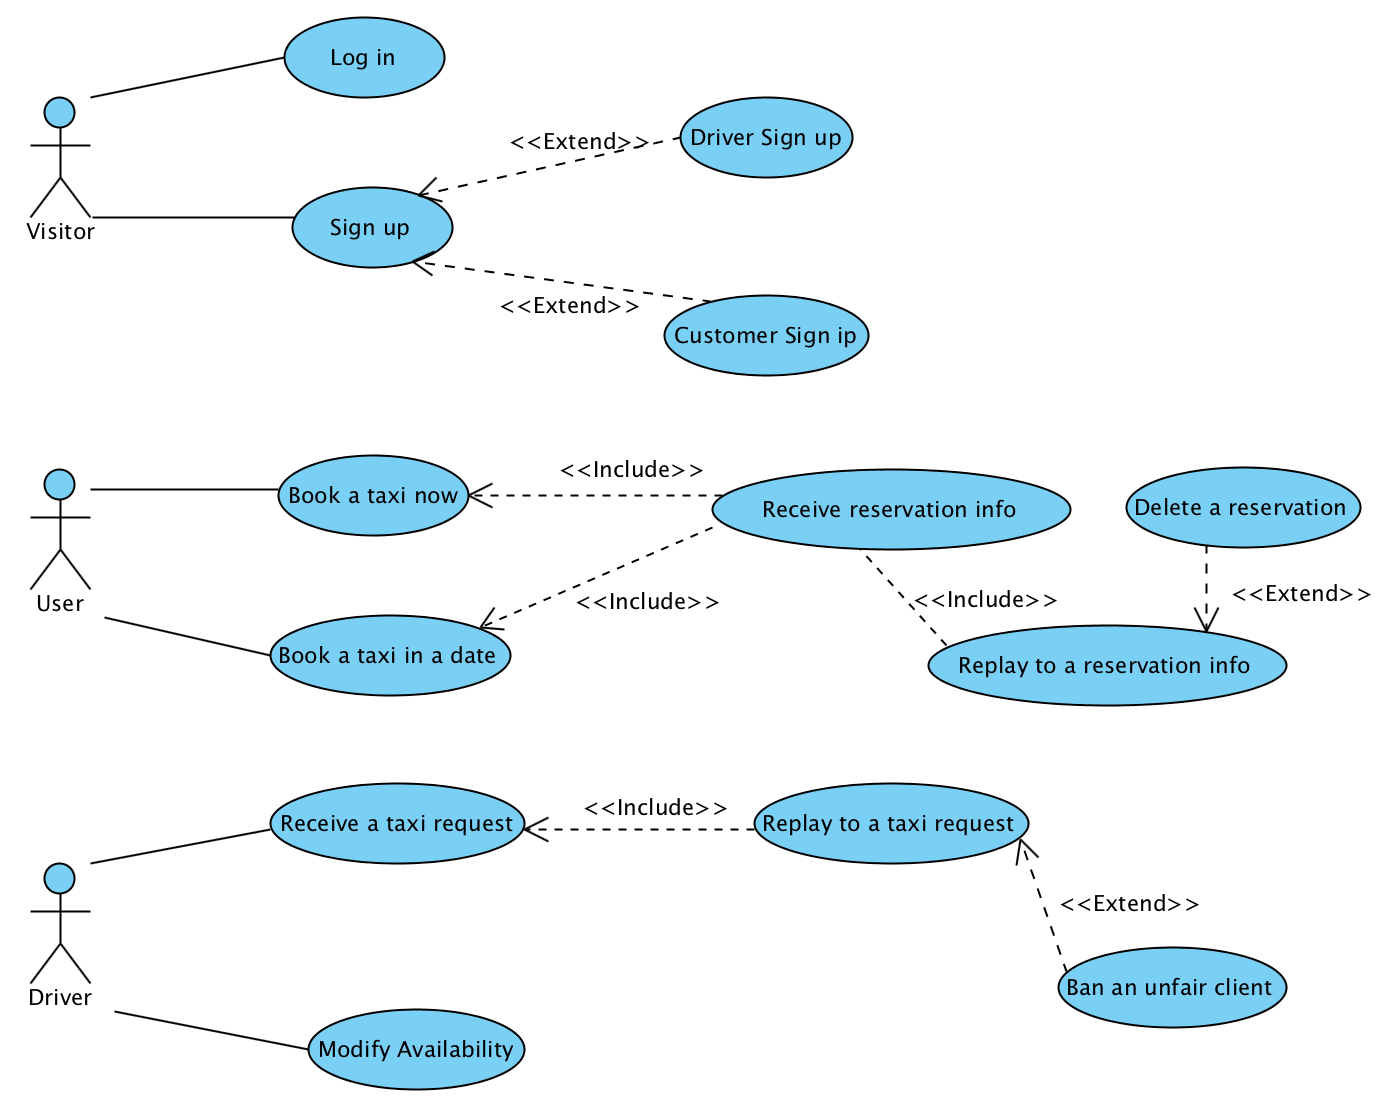 Log in
<<Extend>>
Driver Sign up
Visitor
Sign up
<<Extend>>
Customer Sign ip
<<Include>>
Book a taxi now
Receive reservation info
Delete a reservation
User
<<Include>>
<<Include>>
<<Extend>>
Book a taxi in a date
Replay to a reservation info
<<Include>>
Receive a taxi request
Replay to a taxi request
<<Extend>>
Driver
Ban an unfair client
Modify Availability